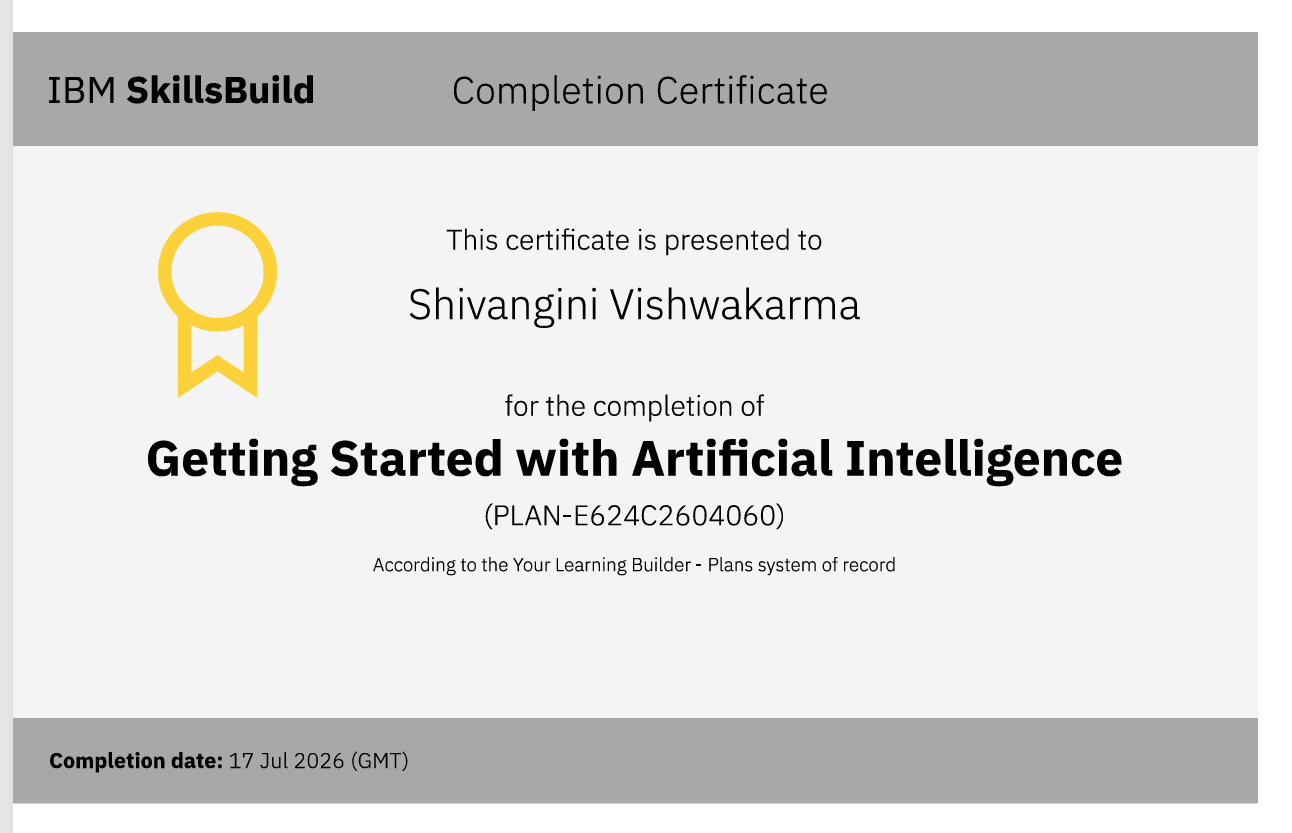 IBM SkillsBuild
Completion Certificate
This certificate is presented to
Shivangini Vishwakarma
for the completion of
Getting Started with Artificial Intelligence
(PLAN-E624C2604060)
According to the Your Learning Builder - Plans system of record
Completion date: 17 Jul 2026 (GMT)